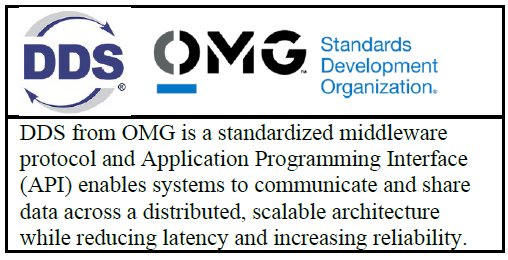 DDS®
OMG™
Standards
Development
Organization®
DDS from OMG is a standardized middleware
protocol and Application Programming Interface
(API) enables systems to communicate and share
data across a distributed, scalable architecture
while reducing latency and increasing reliability.